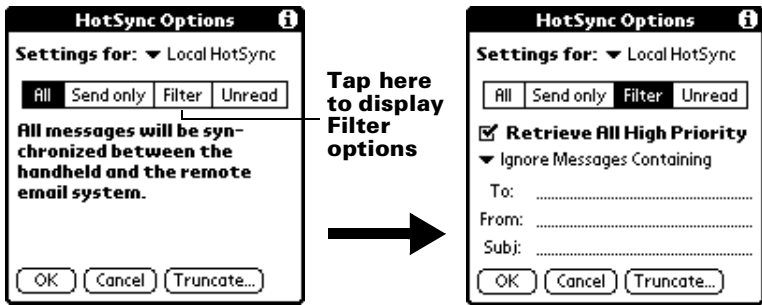 HotSync Options i
Settings for: Local HotSync
All Send only Filter Unread
All messages will be syn-
chronized between the
handheld and the remote
email system.
OK Cancel Truncate...
Tap here
to display
Filter
options
HotSync Options i
Settings for: Local HotSync
All Send only Filter Unread
Retrieve All High Priority
Ignore Messages Containing
To:
From:
Subj:
OK Cancel Truncate...